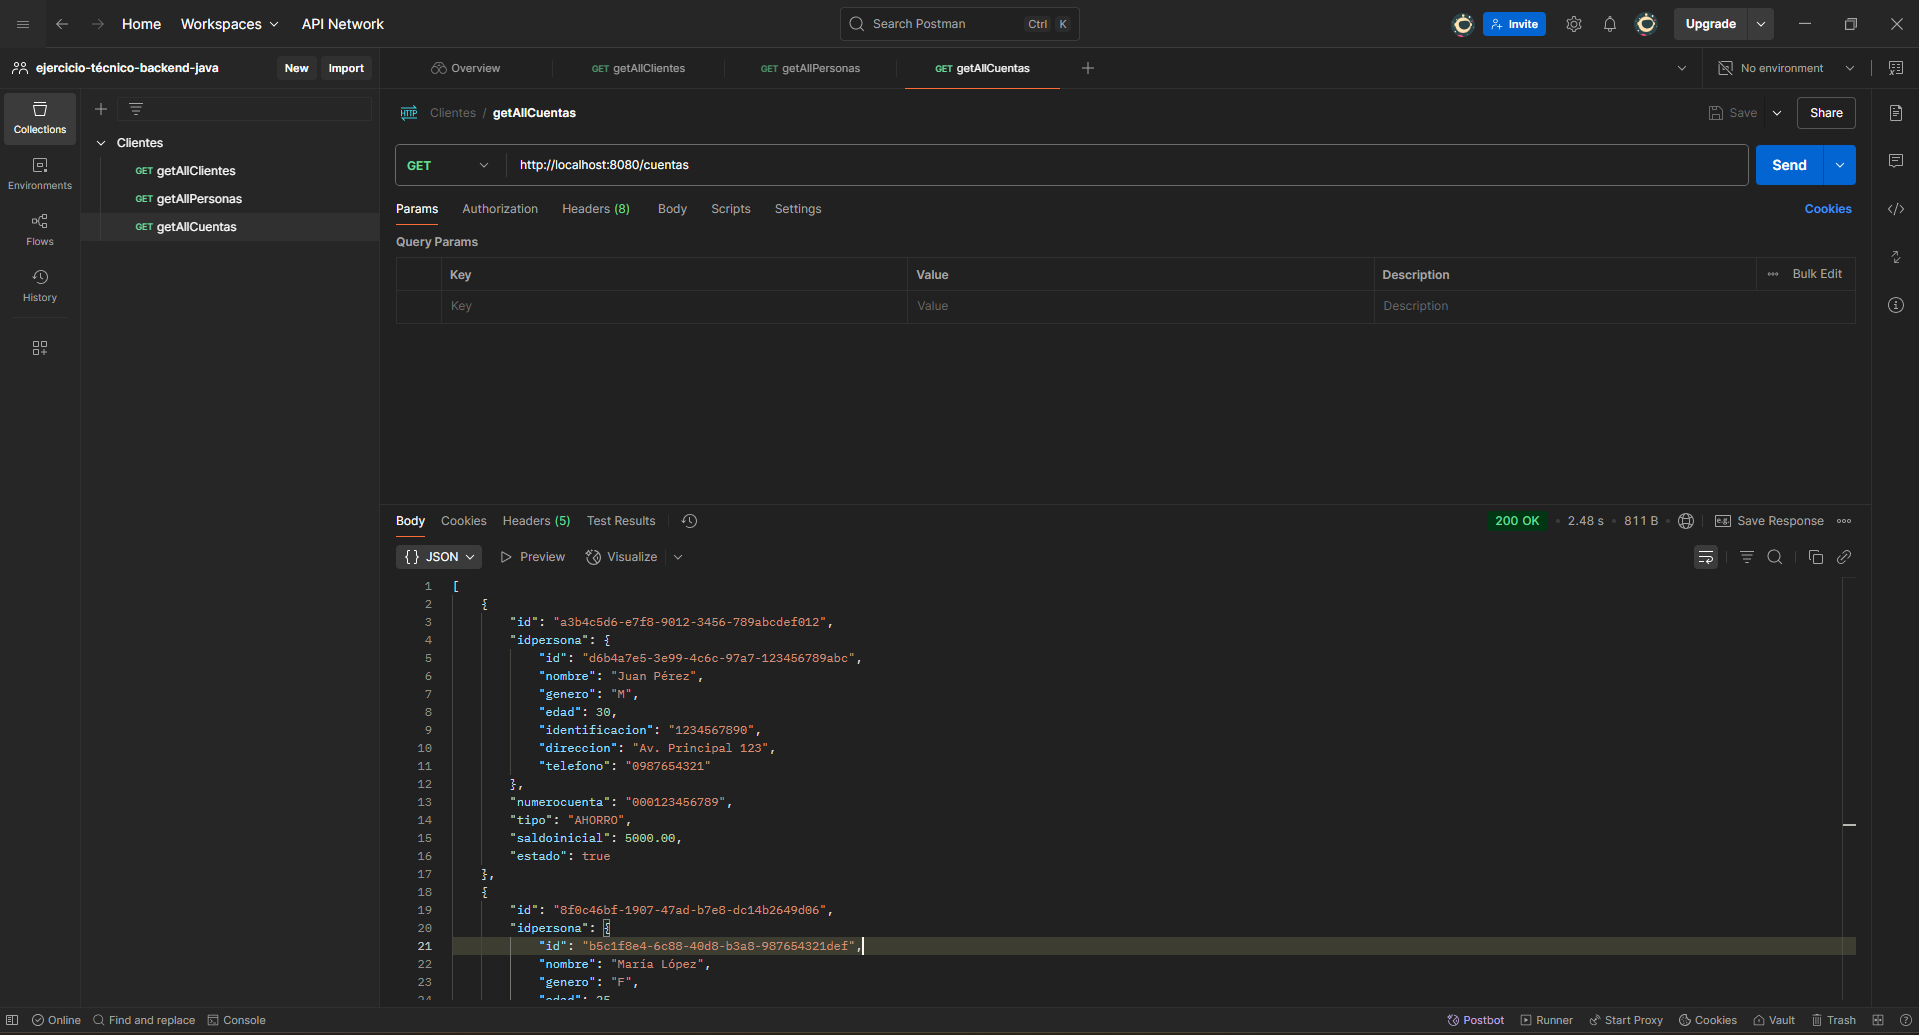 Home Workspaces API Network Search Postman Ctrl K Invite Upgrade
ejercicio-técnico-backend-java New Import Overview GET getAllClientes GET getAllPersonas GET getAllCuentas No environment
Collections
Environments
Flows
History
Clientes
GET getAllClientes
GET getAllPersonas
GET getAllCuentas
HTTP Clientes / getAllCuentas Save Share
GET http://localhost:8080/cuentas Send
Params Authorization Headers (8) Body Scripts Settings Cookies
Query Params
Key Value Description Bulk Edit
Key Value Description
Body Cookies Headers (5) Test Results 200 OK 2.48 s 811 B e.g. Save Response
{} JSON Preview Visualize
1 [
2 {
3 "id": "a3b4c5d6-e7f8-9012-3456-789abcdef012",
4 "idpersona": {
5 "id": "d6b4a7e5-3e99-4c6c-97a7-123456789abc",
6 "nombre": "Juan Pérez",
7 "genero": "M",
8 "edad": 30,
9 "identificacion": "1234567890",
10 "direccion": "Av. Principal 123",
11 "telefono": "0987654321"
12 },
13 "numerocuenta": "000123456789",
14 "tipo": "AHORRO",
15 "saldoinicial": 5000.00,
16 "estado": true
17 },
18 {
19 "id": "8f0c46bf-1907-47ad-b7e8-dc14b2649d06",
20 "idpersona": {
21 "id": "b5c1f8e4-6c88-40d8-b3a8-987654321def",
22 "nombre": "María López",
23 "genero": "F",
24 "edad": 25
Online Find and replace Console Postbot Runner Start Proxy Cookies Vault Trash